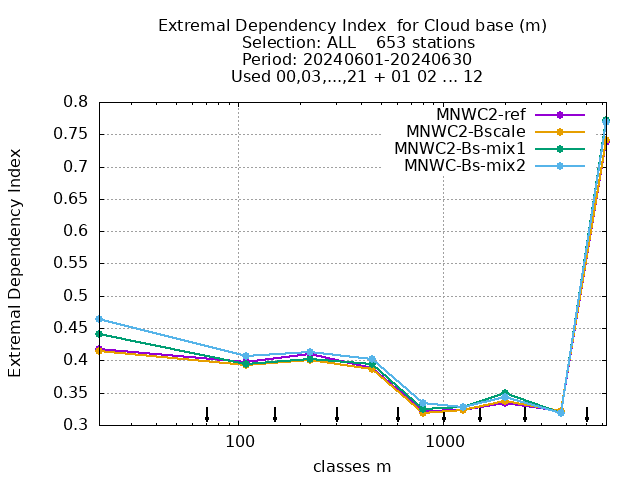 Extremal Dependency Index  for Cloud base (m)
Selection: ALL    653 stations
Period: 20240601-20240630
Used 00,03,...,21 + 01 02 ... 12
Extremal Dependency Index
0.8
0.75
0.7
0.65
0.6
0.55
0.5
0.45
0.4
0.35
0.3
MNWC2-ref
MNWC2-Bscale
MNWC2-Bs-mix1
MNWC-Bs-mix2
100
1000
classes m